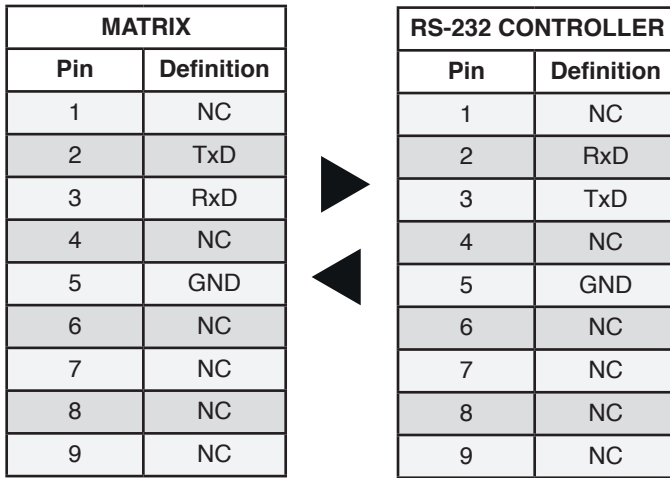 MATRIX
Pin Definition
1 NC
2 TxD
3 RxD
4 NC
5 GND
6 NC
7 NC
8 NC
9 NC
RS-232 CONTROLLER
Pin Definition
1 NC
2 RxD
3 TxD
4 NC
5 GND
6 NC
7 NC
8 NC
9 NC